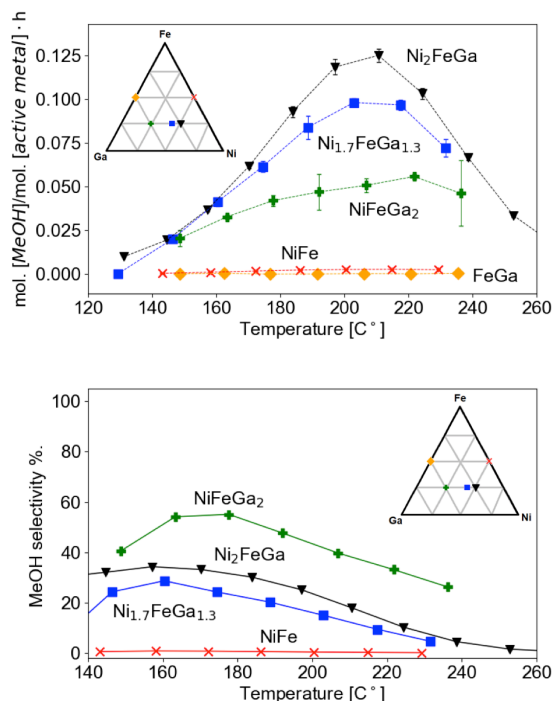 mol. [MeOH]/mol. [active metal] · h
0.125
0.100
0.075
0.050
0.025
0.000
Fe
Ga
Ni
Ni₂FeGa
Ni₁.₇FeGa₁.₃
NiFeGa₂
NiFe
FeGa
120 140 160 180 200 220 240 260
Temperature [C°]
MeOH selectivity %.
100
80
60
40
20
0
Fe
Ga
Ni
NiFeGa₂
Ni₂FeGa
Ni₁.₇FeGa₁.₃
NiFe
140 160 180 200 220 240 260
Temperature [C°]